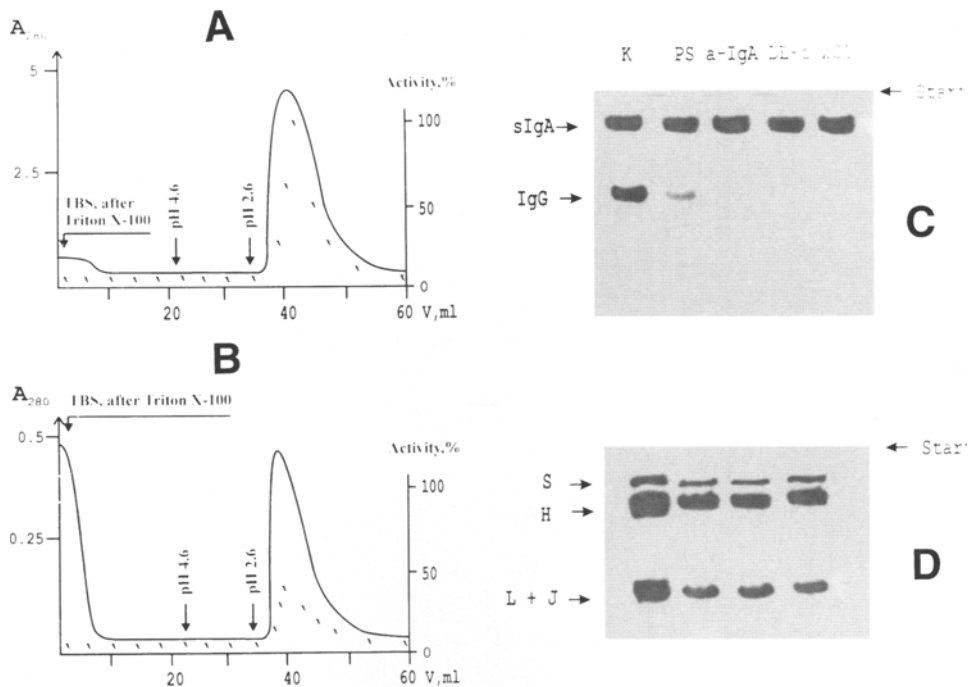 A
A280
5
2.5
TBS, after
Triton X-100
pH 4.6
pH 2.6
Activity,%
100
50
0
20
40
60 V,ml
B
A280
TBS, after Triton X-100
0.5
0.25
pH 4.6
pH 2.6
Activity,%
100
50
0
20
40
60 V,ml
K PS a-IgA
Start
sIgA
IgG
C
Start
S
H
L + J
D